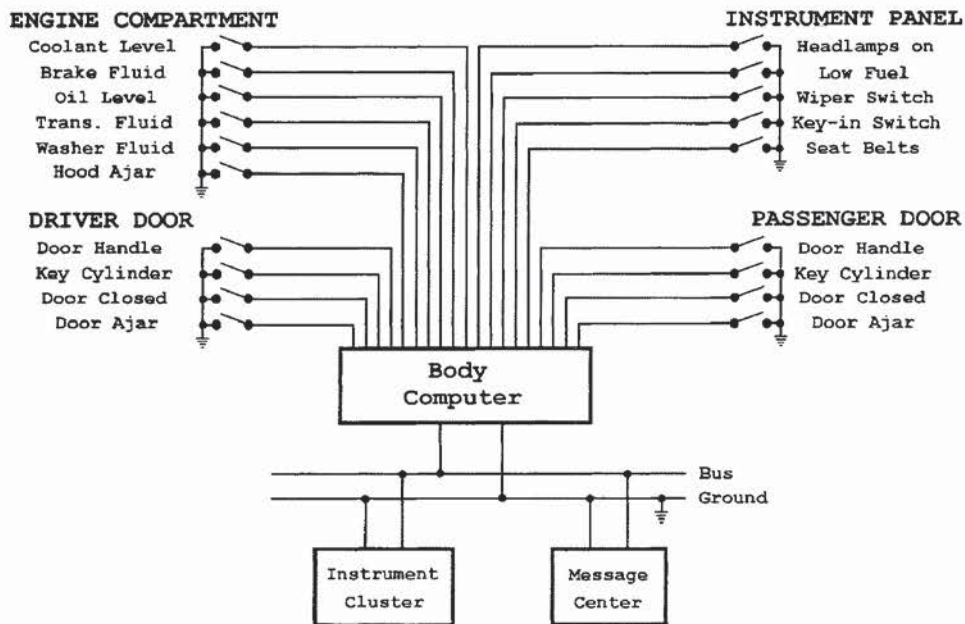 ENGINE COMPARTMENT
Coolant Level
Brake Fluid
Oil Level
Trans. Fluid
Washer Fluid
Hood Ajar
INSTRUMENT PANEL
Headlamps on
Low Fuel
Wiper Switch
Key-in Switch
Seat Belts
DRIVER DOOR
Door Handle
Key Cylinder
Door Closed
Door Ajar
PASSENGER DOOR
Door Handle
Key Cylinder
Door Closed
Door Ajar
Body
Computer
Bus
Ground
Instrument
Cluster
Message
Center